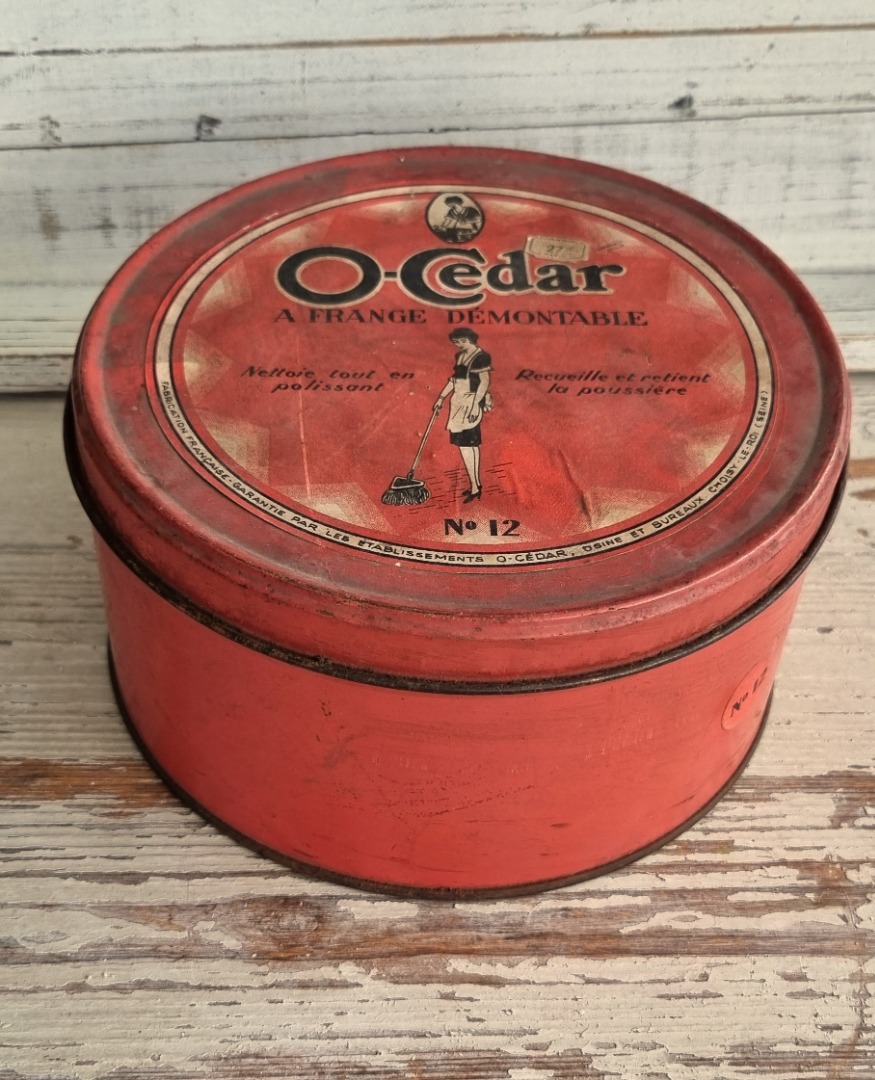 27
O-Cedar
A FRANGE DÉMONTABLE
Nettoie tout en
polissant
Recueille et retient
la poussière
No 12
FABRICATION FRANÇAISE - GARANTIE PAR LES ETABLISSEMENTS O-CÉDAR, USINE ET BUREAUX CHOISY-LE-ROI (SEINE)
No 12